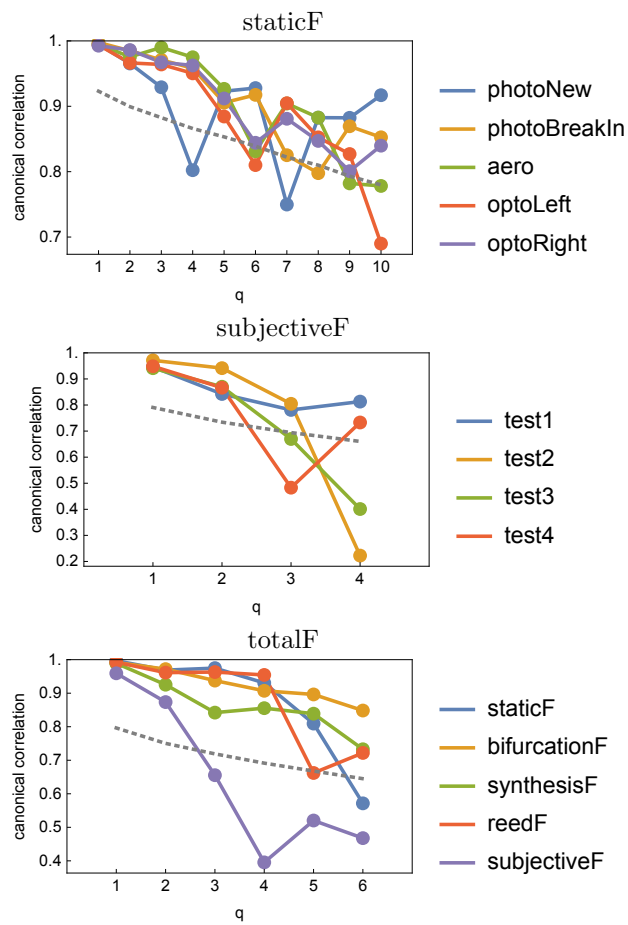 staticF
1.
0.9
0.8
0.7
canonical correlation
1 2 3 4 5 6 7 8 9 10
q
photoNew
photoBreakIn
aero
optoLeft
optoRight
subjectiveF
1.
0.9
0.8
0.7
0.6
0.5
0.4
0.3
0.2
canonical correlation
1 2 3 4
q
test1
test2
test3
test4
totalF
1.
0.9
0.8
0.7
0.6
0.5
0.4
canonical correlation
1 2 3 4 5 6
q
staticF
bifurcationF
synthesisF
reedF
subjectiveF